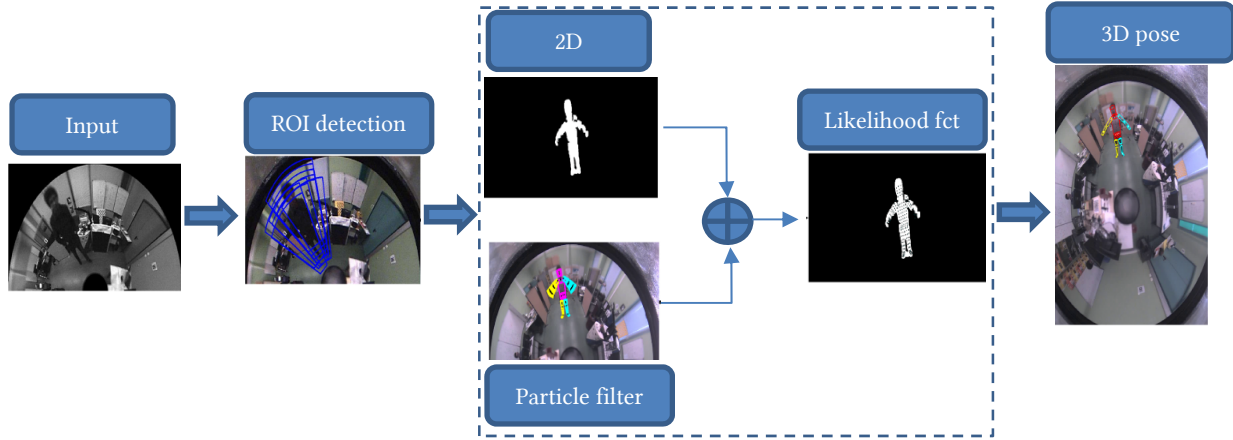 Input
ROI detection
2D
Particle filter
Likelihood fct
3D pose